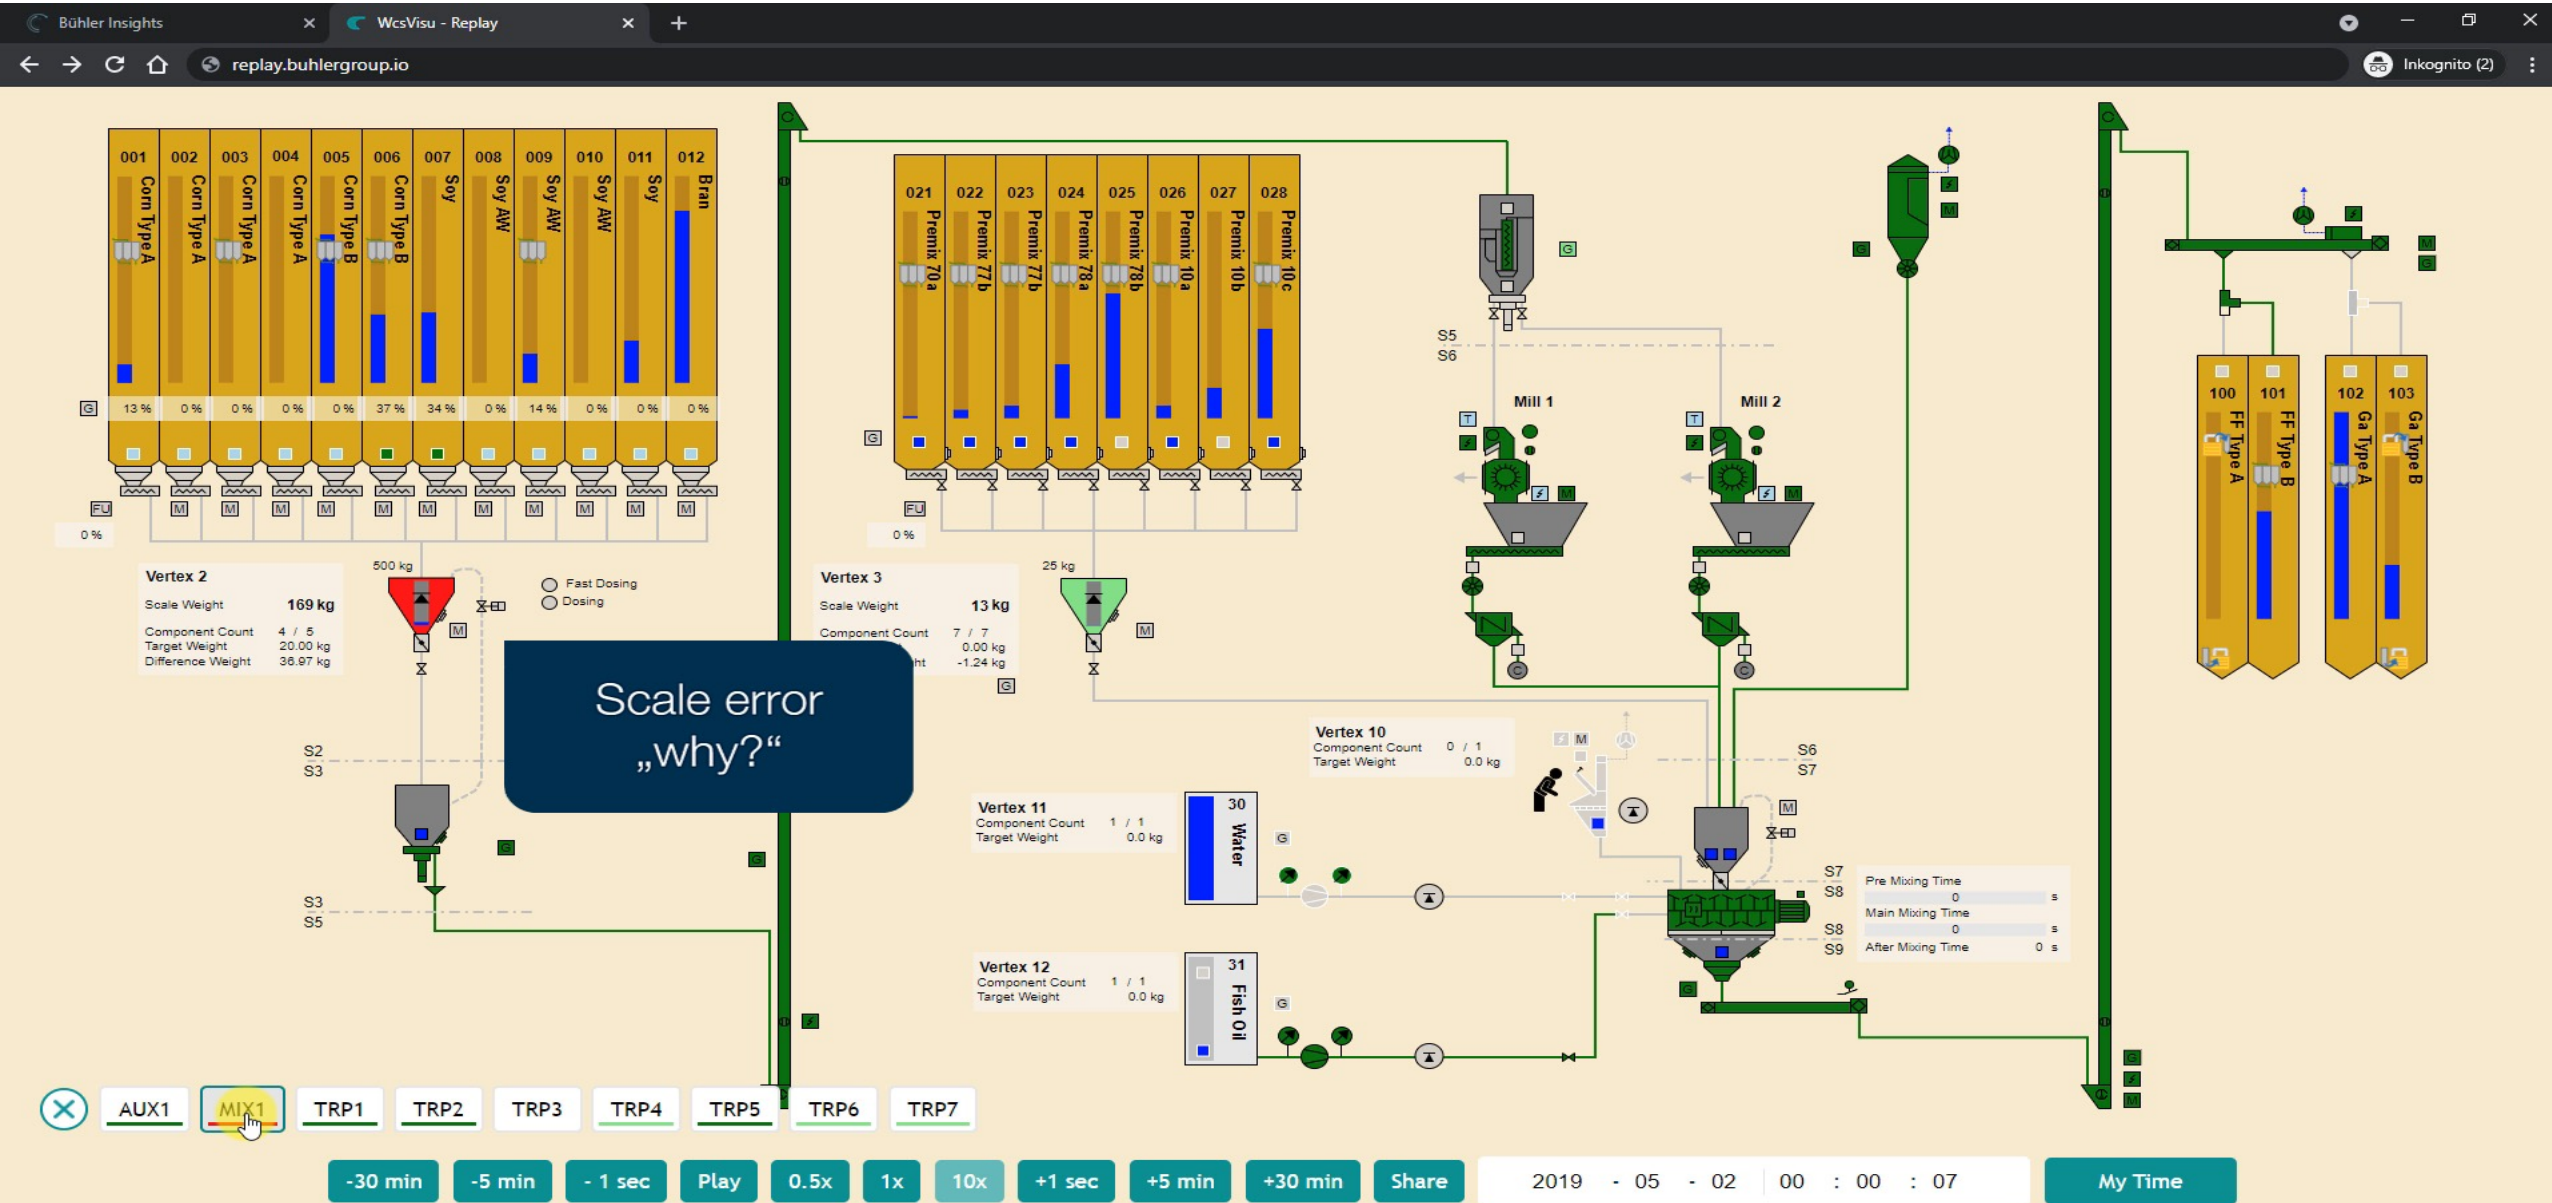 Bühler Insights
WcsVisu - Replay
replay.buhlergroup.io
Inkognito (2)
001 002 003 004 005 006 007 008 009 010 011 012
Corn Type A
Corn Type A
Corn Type A
Corn Type A
Corn Type B
Corn Type B
Soy
Soy AW
Soy AW
Soy AW
Soy
Bran
G 13 % 0 % 0 % 0 % 0 % 37 % 34 % 0 % 14 % 0 % 0 % 0 %
FU M M M M M M M M M M
0 %
021 022 023 024 025 026 027 028
Premix 70a
Premix 77b
Premix 77b
Premix 78a
Premix 78b
Premix 10a
Premix 10b
Premix 10c
G
FU
0 %
Vertex 2
Scale Weight 169 kg
Component Count 4 / 5
Target Weight 20.00 kg
Difference Weight 36.97 kg
500 kg
M
Fast Dosing
Dosing
Vertex 3
Scale Weight 13 kg
Component Count 7 / 7
0.00 kg
ht -1.24 kg
G
25 kg
M
Scale error
„why?“
S2
S3
G
S3
S5
G
G
S5
S6
Mill 1
T
M
C
Mill 2
T
M
C
M
G
M
G
100 101 102 103
FF Type A
FF Type B
Ga Type A
Ga Type B
Vertex 10
Component Count 0 / 1
Target Weight 0.0 kg
M
S6
S7
Vertex 11
Component Count 1 / 1
Target Weight 0.0 kg
30
Water
G
M
S7
S8
Pre Mixing Time
0 s
Main Mixing Time
0 s
After Mixing Time 0 s
S8
S9
Vertex 12
Component Count 1 / 1
Target Weight 0.0 kg
31
Fish Oil
G
G
G
M
AUX1 MIX1 TRP1 TRP2 TRP3 TRP4 TRP5 TRP6 TRP7
-30 min -5 min - 1 sec Play 0.5x 1x 10x +1 sec +5 min +30 min Share 2019 - 05 - 02 00 : 00 : 07 My Time